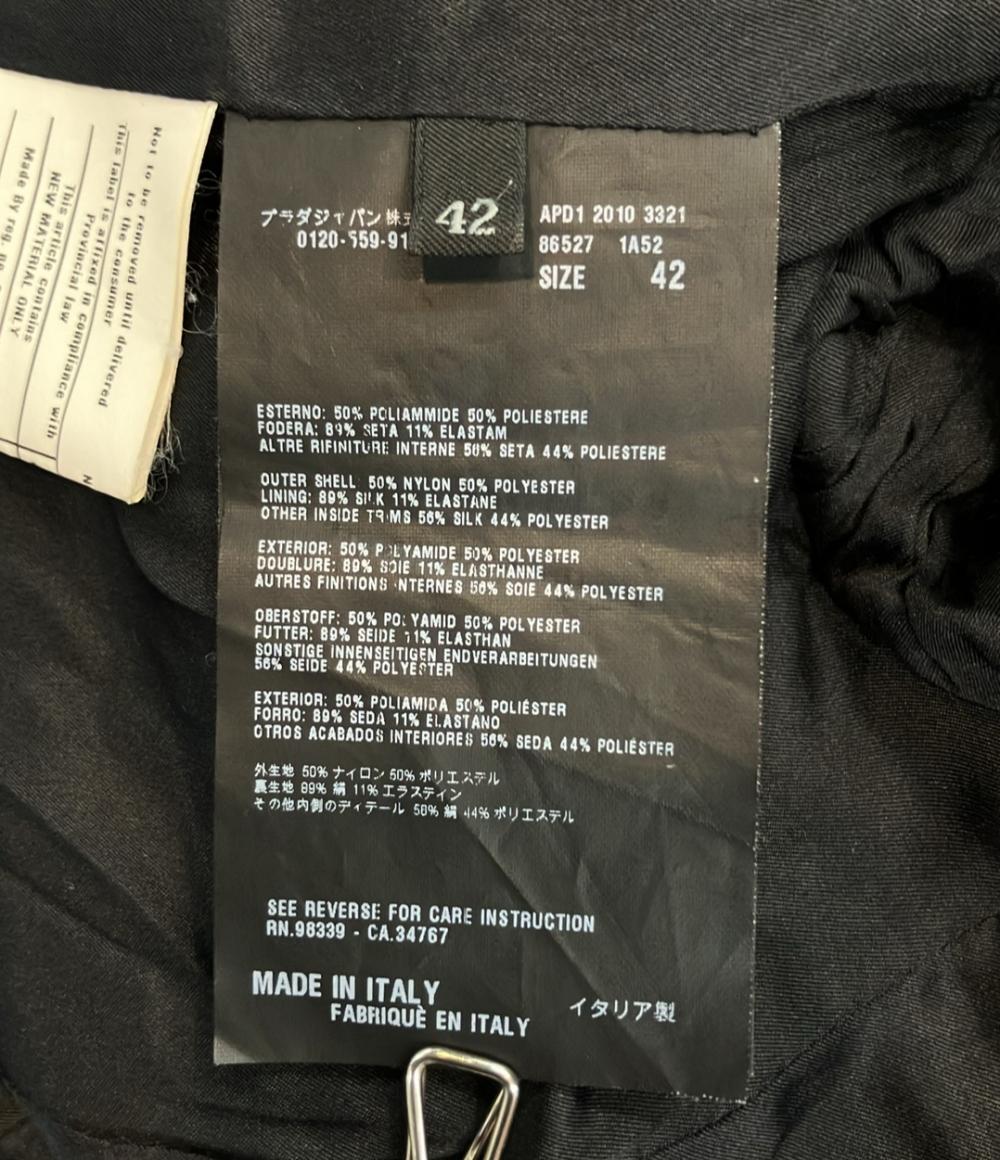 Not to be removed until delivered
to the consumer
This label is affixed in compliance with
Provincial law
This article contains
NEW MATERIAL ONLY
Made By reg. no.
プラダジャパン株式
0120-559-91
42
APD1 2010 3321
86527 1A52
SIZE 42
ESTERNO: 50% POLIAMMIDE 50% POLIESTERE
FODERA: 89% SETA 11% ELASTAM
ALTRE RIFINITURE INTERNE 56% SETA 44% POLIESTERE
OUTER SHELL 50% NYLON 50% POLYESTER
LINING: 89% SILK 11% ELASTANE
OTHER INSIDE TRIMS 56% SILK 44% POLYESTER
EXTERIOR: 50% POLYAMIDE 50% POLYESTER
DOUBLURE: 89% SOIE 11% ELASTHANNE
AUTRES FINITIONS INTERNES 56% SOIE 44% POLYESTER
OBERSTOFF: 50% POLYAMID 50% POLYESTER
FUTTER: 89% SEIDE 11% ELASTHAN
SONSTIGE INNENSEITIGEN ENDVERARBEITUNGEN
56% SEIDE 44% POLYESTER
EXTERIOR: 50% POLIAMIDA 50% POLIÉSTER
FORRO: 89% SEDA 11% ELASTANO
OTROS ACABADOS INTERIORES 56% SEDA 44% POLIÉSTER
外生地 50% ナイロン 50% ポリエステル
裏生地 89% 絹 11% エラスティン
その他内側のディテール 56% 絹 44% ポリエステル
SEE REVERSE FOR CARE INSTRUCTION
RN.98339 - CA.34767
MADE IN ITALY
FABRIQUÈ EN ITALY
イタリア製